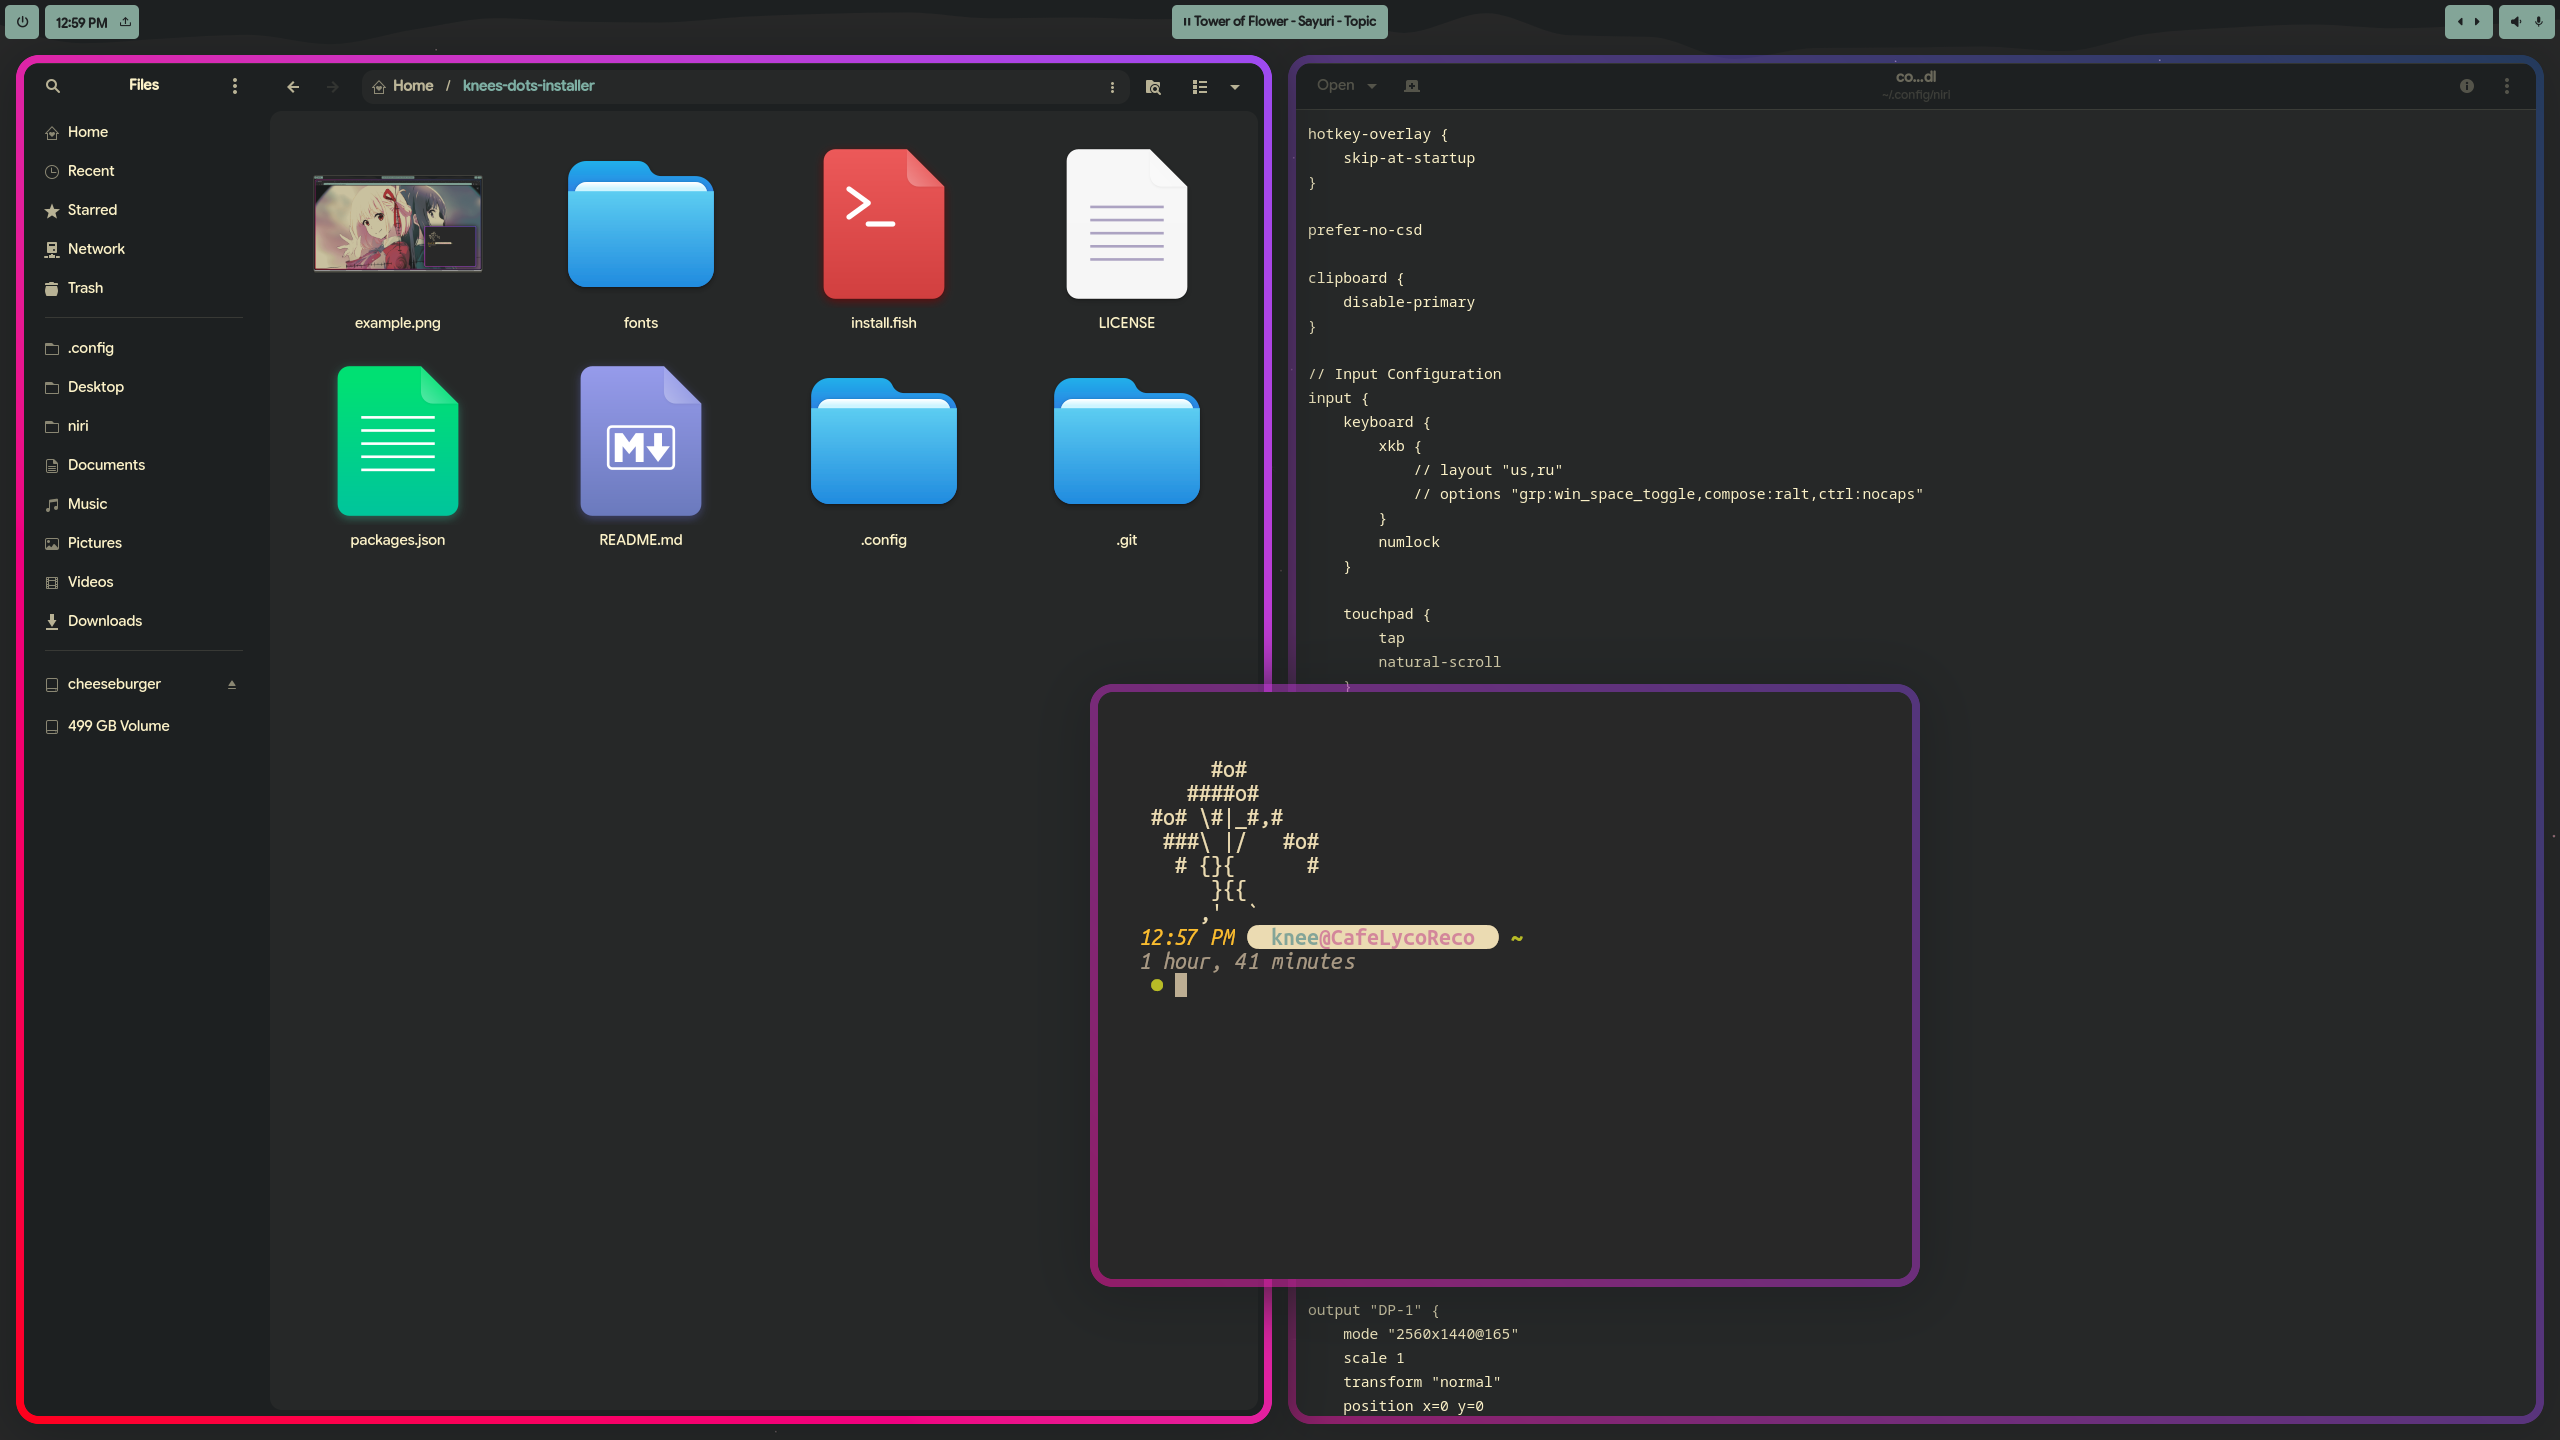 12:59 PM
Tower of Flower - Sayuri - Topic
Files
Home / knees-dots-installer
Home
Recent
Starred
Network
Trash
.config
Desktop
niri
Documents
Music
Pictures
Videos
Downloads
cheeseburger
499 GB Volume
example.png
fonts
install.fish
LICENSE
packages.json
README.md
.config
.git
Open
co...dl
~/.config/niri
hotkey-overlay {
    skip-at-startup
}
prefer-no-csd
clipboard {
    disable-primary
}
// Input Configuration
input {
    keyboard {
        xkb {
            // layout "us,ru"
            // options "grp:win_space_toggle,compose:ralt,ctrl:nocaps"
        }
        numlock
    }
    touchpad {
        tap
        natural-scroll
    }
      #o#
    ####o#
 #o# \#|_#,#
  ###\ |/   #o#
   # {}{      #
      }{{
     ,'  `
12:57 PM knee@CafeLycoReco ~
1 hour, 41 minutes
output "DP-1" {
    mode "2560x1440@165"
    scale 1
    transform "normal"
    position x=0 y=0